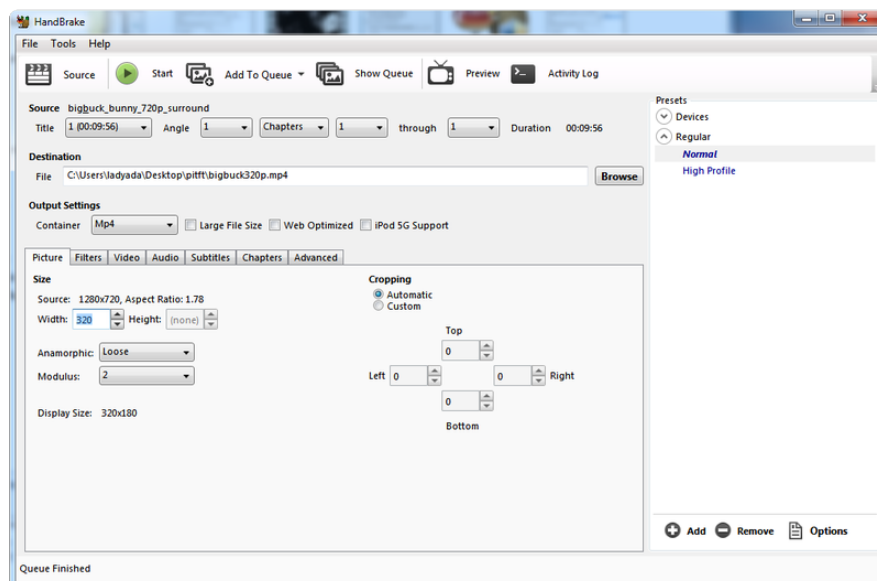 HandBrake
File Tools Help
Source Start Add To Queue Show Queue Preview Activity Log
Source bigbuck_bunny_720p_surround
Title 1 (00:09:56) Angle 1 Chapters 1 through 1 Duration 00:09:56
Destination
File C:\Users\ladyada\Desktop\pitft\bigbuck320p.mp4 Browse
Output Settings
Container Mp4 Large File Size Web Optimized iPod 5G Support
Picture Filters Video Audio Subtitles Chapters Advanced
Size
Source: 1280x720, Aspect Ratio: 1.78
Width: 320 Height: (none)
Anamorphic: Loose
Modulus: 2
Display Size: 320x180
Cropping
Automatic
Custom
Top
0
Left 0 0 Right
0
Bottom
Presets
Devices
Regular
Normal
High Profile
Add Remove Options
Queue Finished